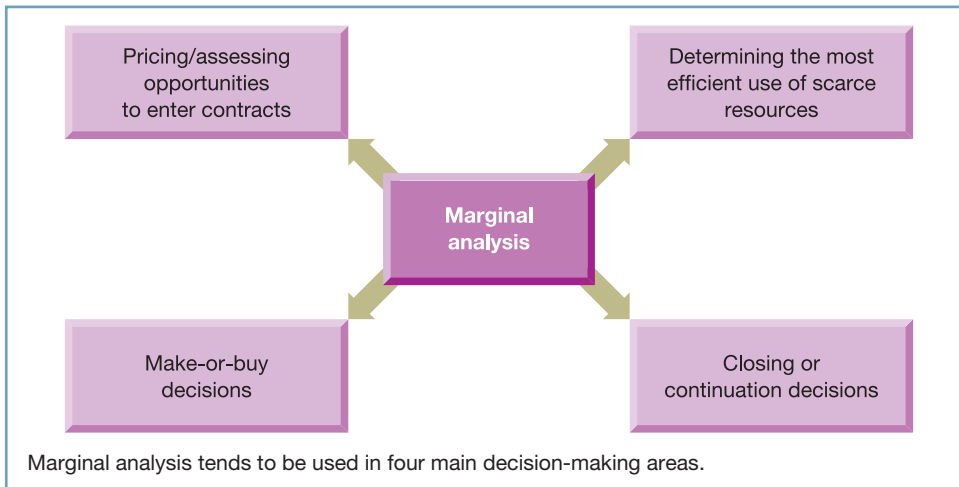 Pricing/assessing
opportunities
to enter contracts
Determining the most
efficient use of scarce
resources
Marginal
analysis
Make-or-buy
decisions
Closing or
continuation decisions
Marginal analysis tends to be used in four main decision-making areas.